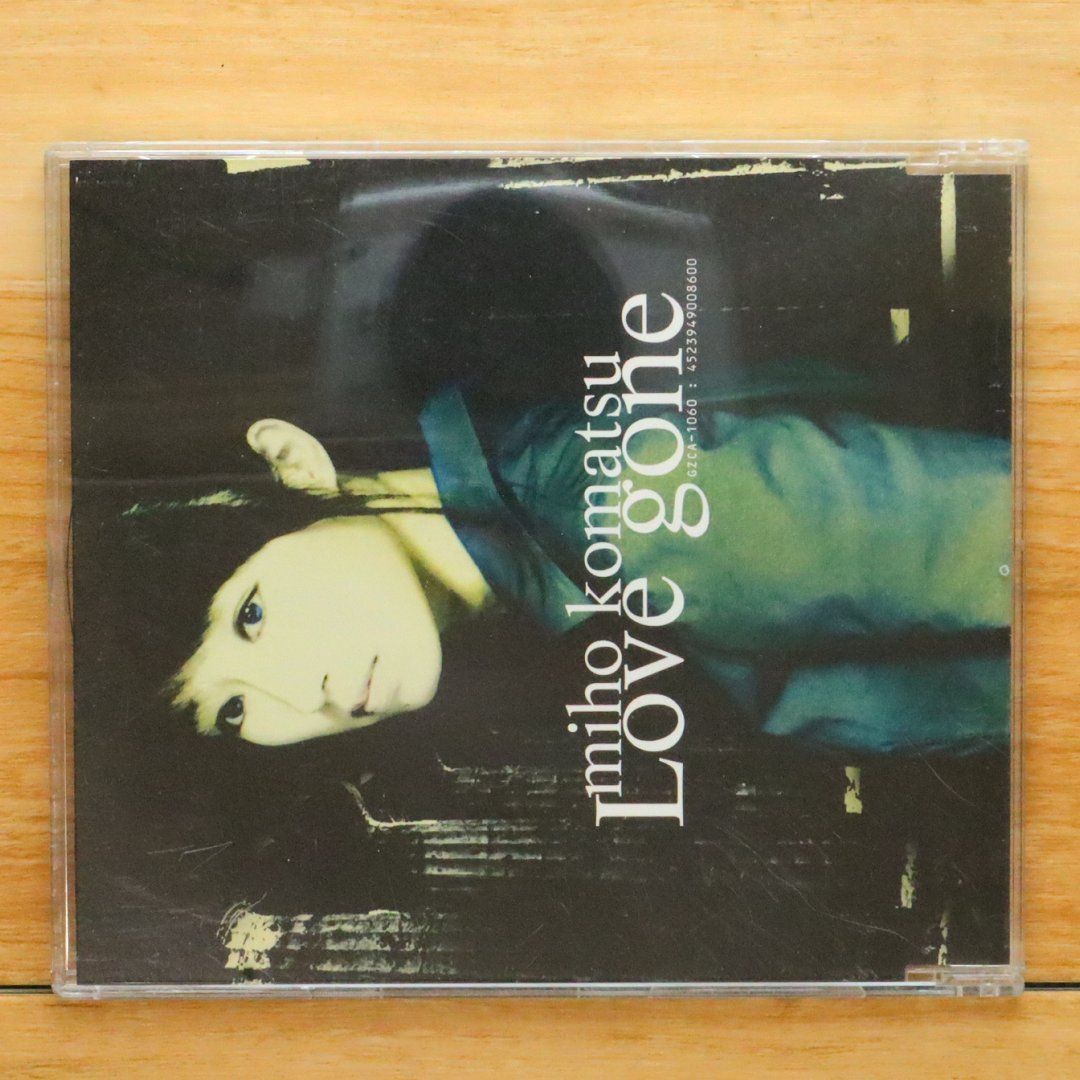 miho komatsu
Love gone
GZCA-1060 : 4523949008600